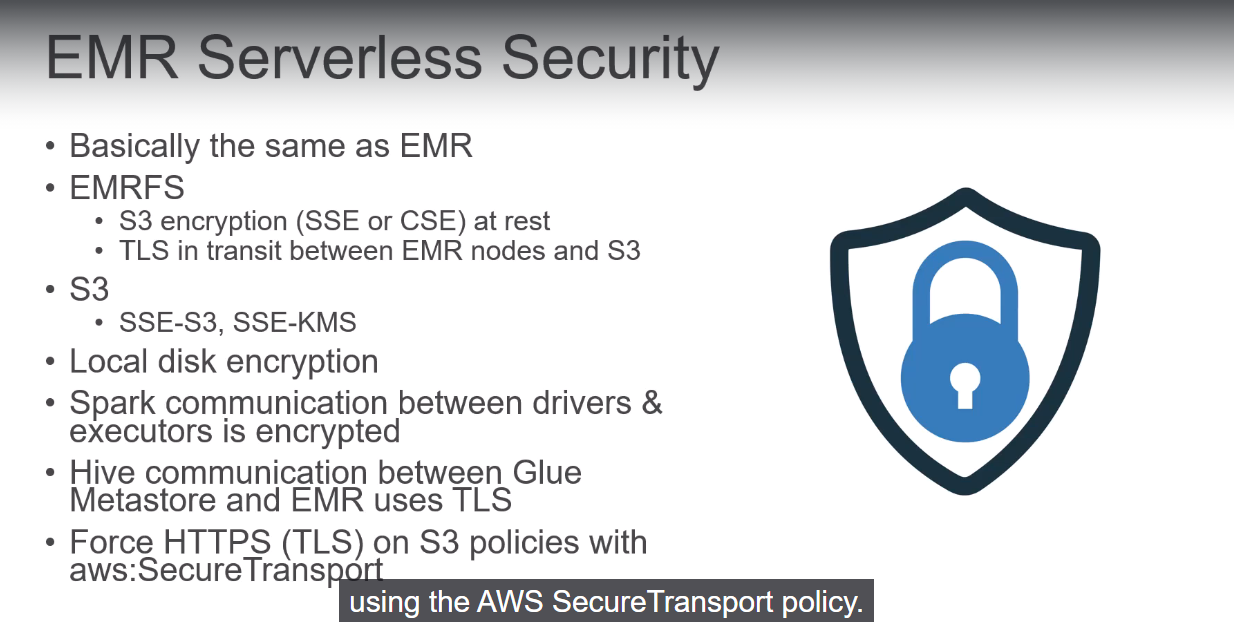 EMR Serverless Security
• Basically the same as EMR
• EMRFS
• S3 encryption (SSE or CSE) at rest
• TLS in transit between EMR nodes and S3
• S3
• SSE-S3, SSE-KMS
• Local disk encryption
• Spark communication between drivers &
executors is encrypted
• Hive communication between Glue
Metastore and EMR uses TLS
• Force HTTPS (TLS) on S3 policies with
aws:SecureTransport
using the AWS SecureTransport policy.